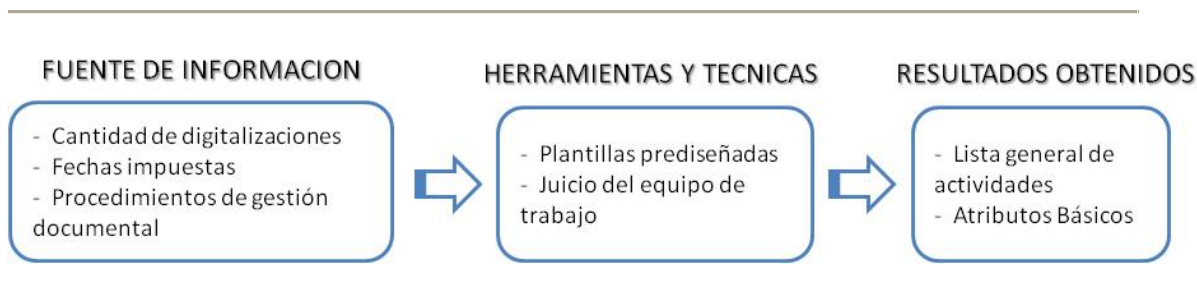 FUENTE DE INFORMACION
- Cantidad de digitalizaciones
- Fechas impuestas
- Procedimientos de gestión
documental
HERRAMIENTAS Y TECNICAS
- Plantillas prediseñadas
- Juicio del equipo de
trabajo
RESULTADOS OBTENIDOS
- Lista general de
actividades
- Atributos Básicos